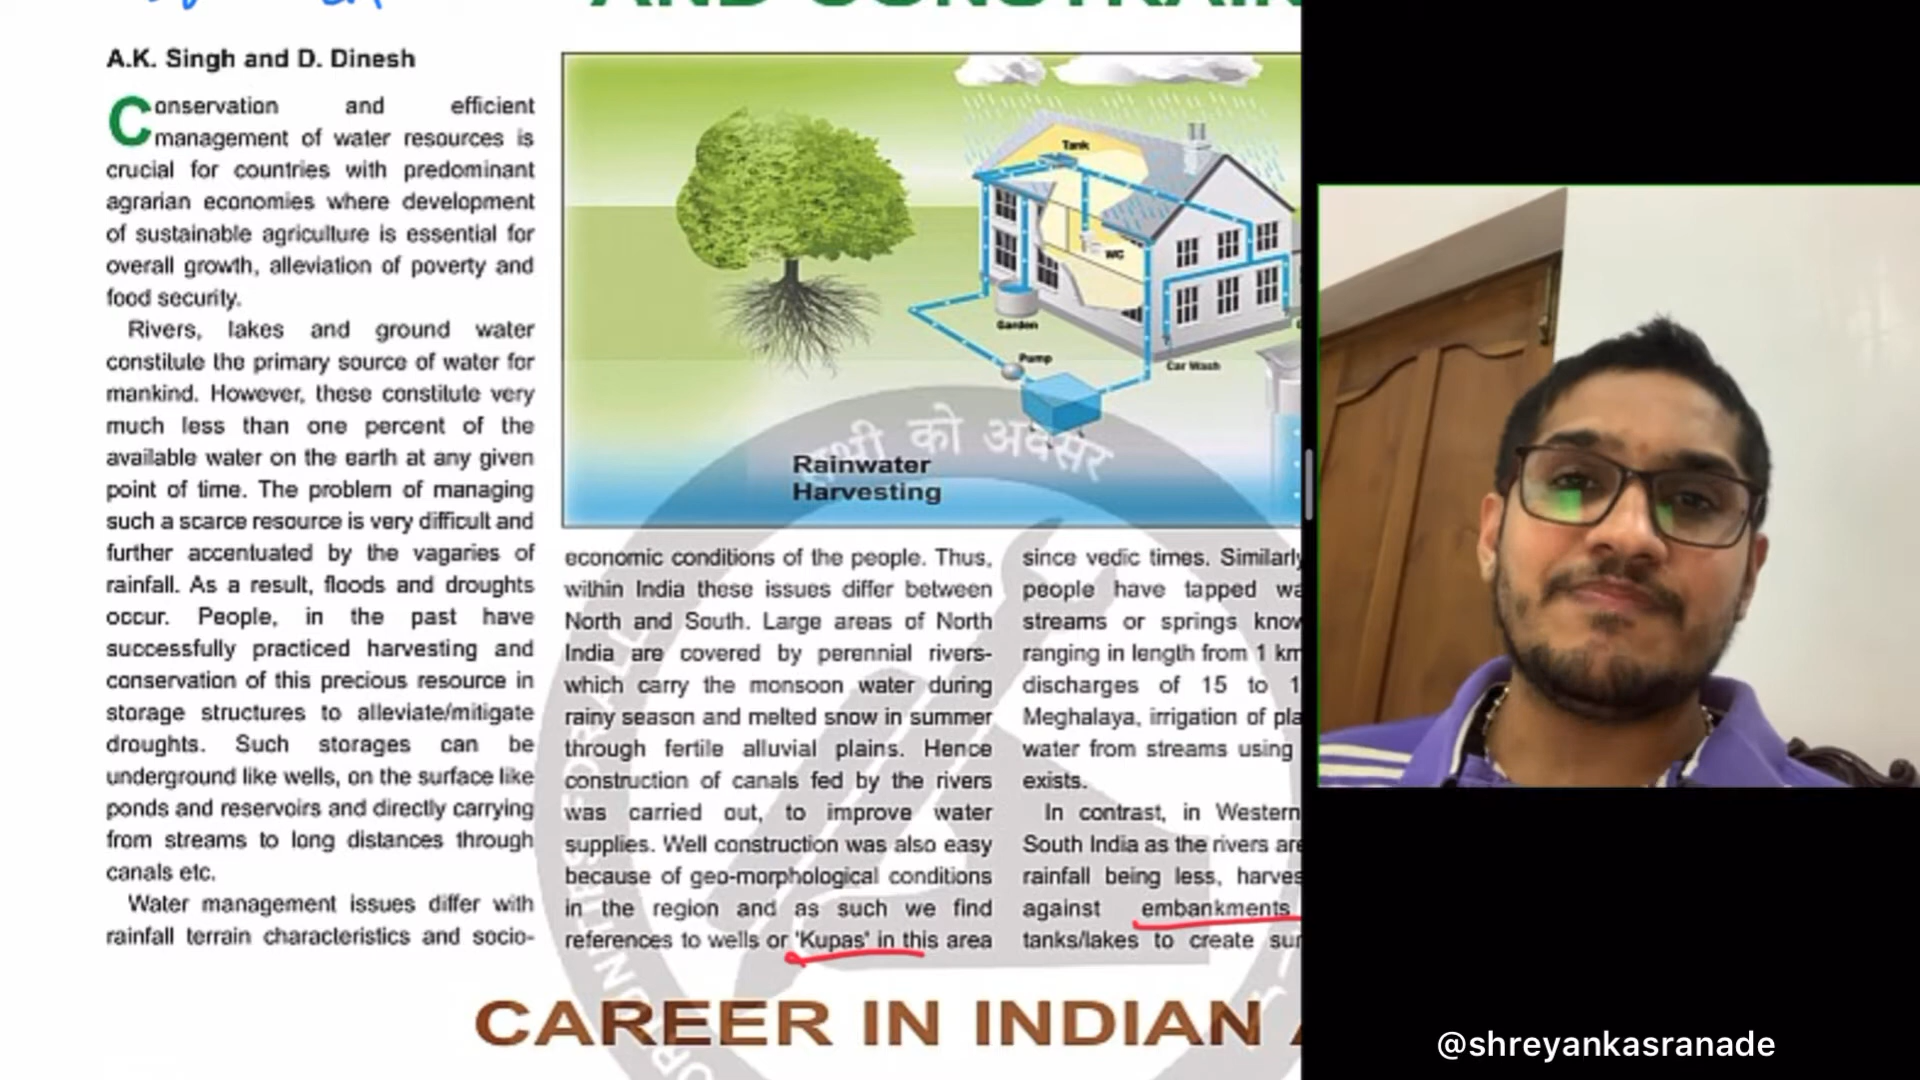 AND CONSTRAIN
A.K. Singh and D. Dinesh
Conservation and efficient
management of water resources is
crucial for countries with predominant
agrarian economies where development
of sustainable agriculture is essential for
overall growth, alleviation of poverty and
food security.
Rivers, lakes and ground water
constitute the primary source of water for
mankind. However, these constitute very
much less than one percent of the
available water on the earth at any given
point of time. The problem of managing
such a scarce resource is very difficult and
further accentuated by the vagaries of
rainfall. As a result, floods and droughts
occur. People, in the past have
successfully practiced harvesting and
conservation of this precious resource in
storage structures to alleviate/mitigate
droughts. Such storages can be
underground like wells, on the surface like
ponds and reservoirs and directly carrying
from streams to long distances through
canals etc.
Water management issues differ with
rainfall terrain characteristics and socio-
Tank
WC
Garden
Pump
Car Wash
Rainwater
Harvesting
को अवसर
economic conditions of the people. Thus,
within India these issues differ between
North and South. Large areas of North
India are covered by perennial rivers-
which carry the monsoon water during
rainy season and melted snow in summer
through fertile alluvial plains. Hence
construction of canals fed by the rivers
was carried out, to improve water
supplies. Well construction was also easy
because of geo-morphological conditions
in the region and as such we find
references to wells or 'Kupas' in this area
since vedic times. Similarly
people have tapped wa
streams or springs know
ranging in length from 1 km
discharges of 15 to 1
Meghalaya, irrigation of pla
water from streams using
exists.
In contrast, in Western
South India as the rivers are
rainfall being less, harves
against embankments
tanks/lakes to create sur
CAREER IN INDIAN
@shreyankasranade